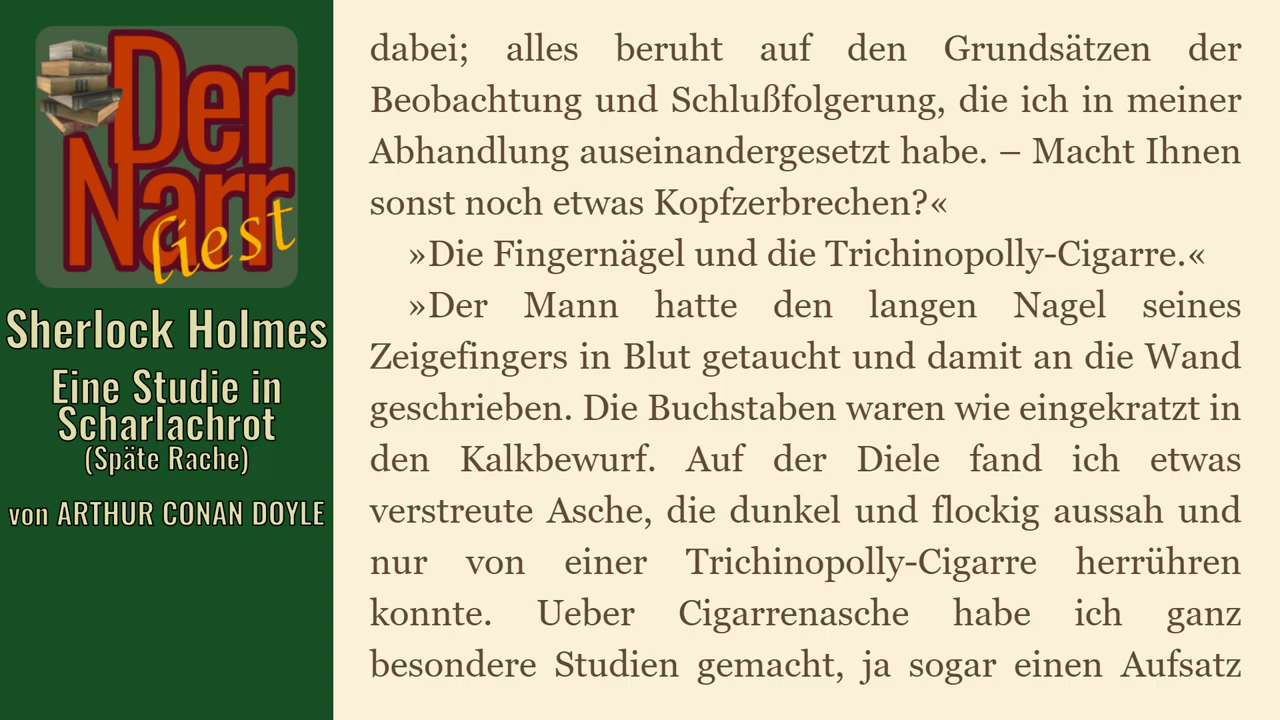 Der
Narr
liest
Sherlock Holmes
Eine Studie in
Scharlachrot
(Späte Rache)
von ARTHUR CONAN DOYLE
dabei; alles beruht auf den Grundsätzen der
Beobachtung und Schlußfolgerung, die ich in meiner
Abhandlung auseinandergesetzt habe. – Macht Ihnen
sonst noch etwas Kopfzerbrechen?«
»Die Fingernägel und die Trichinopolly-Cigarre.«
»Der Mann hatte den langen Nagel seines
Zeigefingers in Blut getaucht und damit an die Wand
geschrieben. Die Buchstaben waren wie eingekratzt in
den Kalkbewurf. Auf der Diele fand ich etwas
verstreute Asche, die dunkel und flockig aussah und
nur von einer Trichinopolly-Cigarre herrühren
konnte. Ueber Cigarrenasche habe ich ganz
besondere Studien gemacht, ja sogar einen Aufsatz